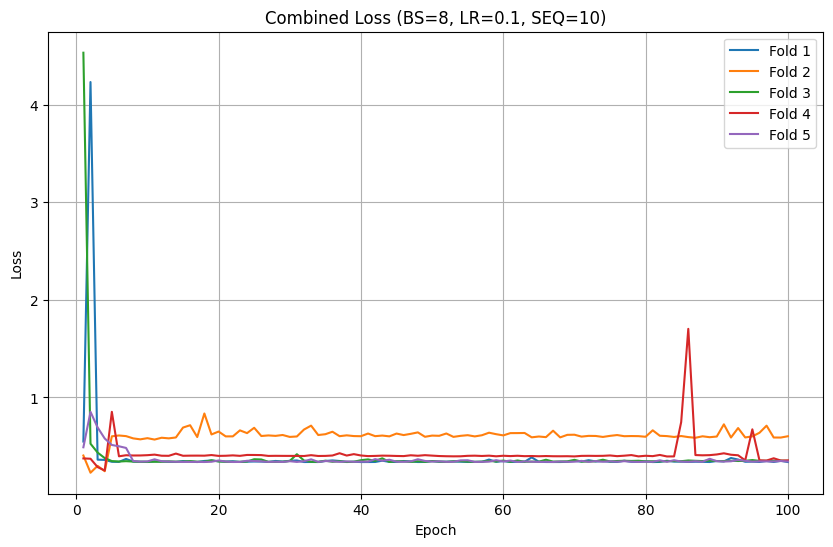 Combined Loss (BS=8, LR=0.1, SEQ=10)
Fold 1
Fold 2
Fold 3
Fold 4
Fold 5
Loss
4
3
2
1
0 20 40 60 80 100
Epoch